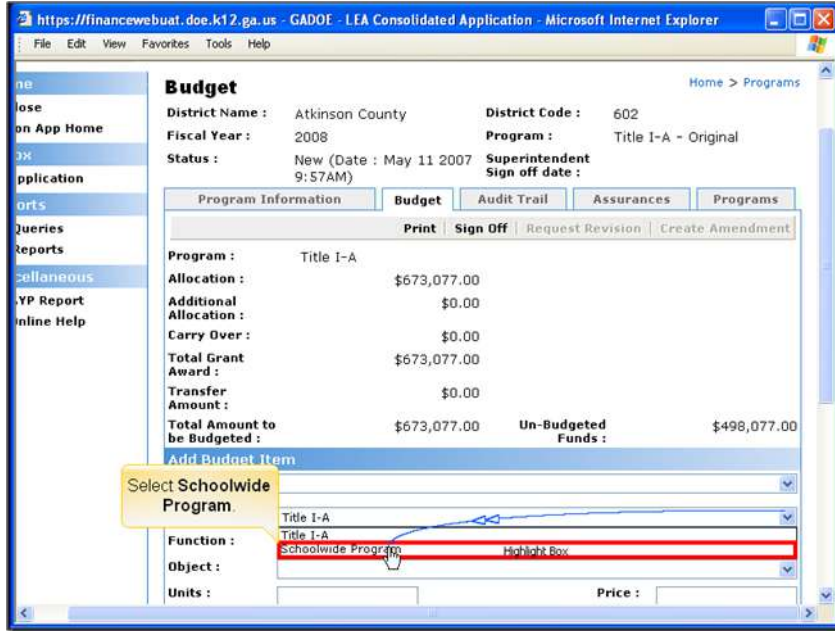 https://financewebuat.doe.k12.ga.us - GADOE - LEA Consolidated Application - Microsoft Internet Explorer
File Edit View Favorites Tools Help
me
Budget
Home > Programs
lose
on App Home
ox
pplication
orts
Queries
Reports
cellaneous
YP Report
nline Help
District Name : Atkinson County District Code : 602
Fiscal Year : 2008 Program : Title I-A - Original
Status : New (Date : May 11 2007 Superintendent
9:57AM) Sign off date :
Program Information Budget Audit Trail Assurances Programs
Print Sign Off Request Revision Create Amendment
Program : Title I-A
Allocation : $673,077.00
Additional $0.00
Allocation :
Carry Over : $0.00
Total Grant $673,077.00
Award :
Transfer $0.00
Amount :
Total Amount to $673,077.00 Un-Budgeted $498,077.00
be Budgeted : Funds :
Add Budget Item
Select Schoolwide
Program.
Title I-A
Function : Title I-A
Schoolwide Program Highlight Box
Object :
Units : Price :